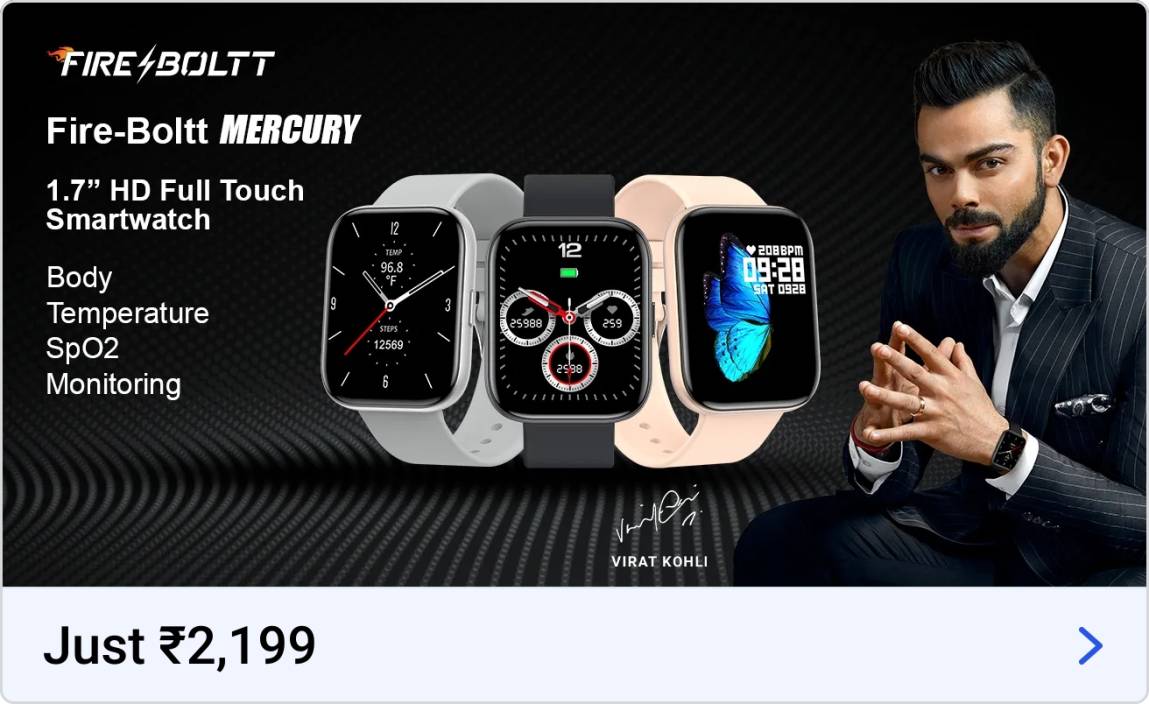 FIRE-BOLTT
Fire-Boltt MERCURY
1.7” HD Full Touch
Smartwatch
Body
Temperature
SpO2
Monitoring
12
TEMP
96.8
°F
9
3
STEPS
12569
6
12
25988
259
2598
208BPM
09:28
SAT 0928
VIRAT KOHLI
Just ₹2,199